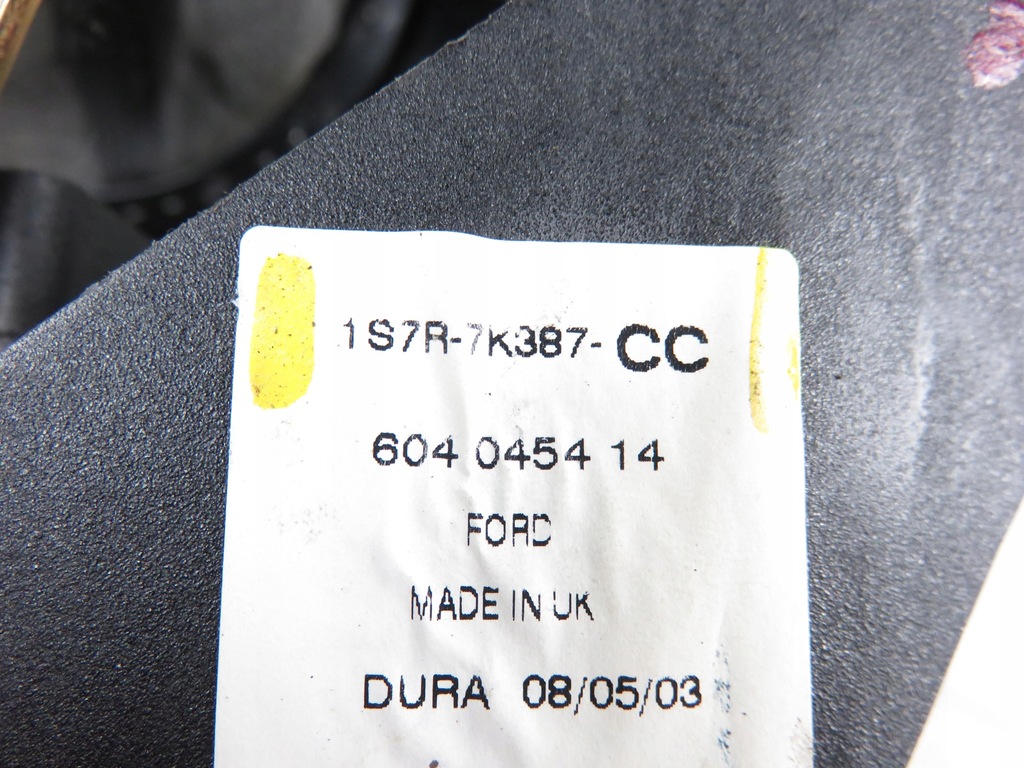 1S7R-7K387-CC
604 0454 14
FORD
MADE IN UK
DURA 08/05/03